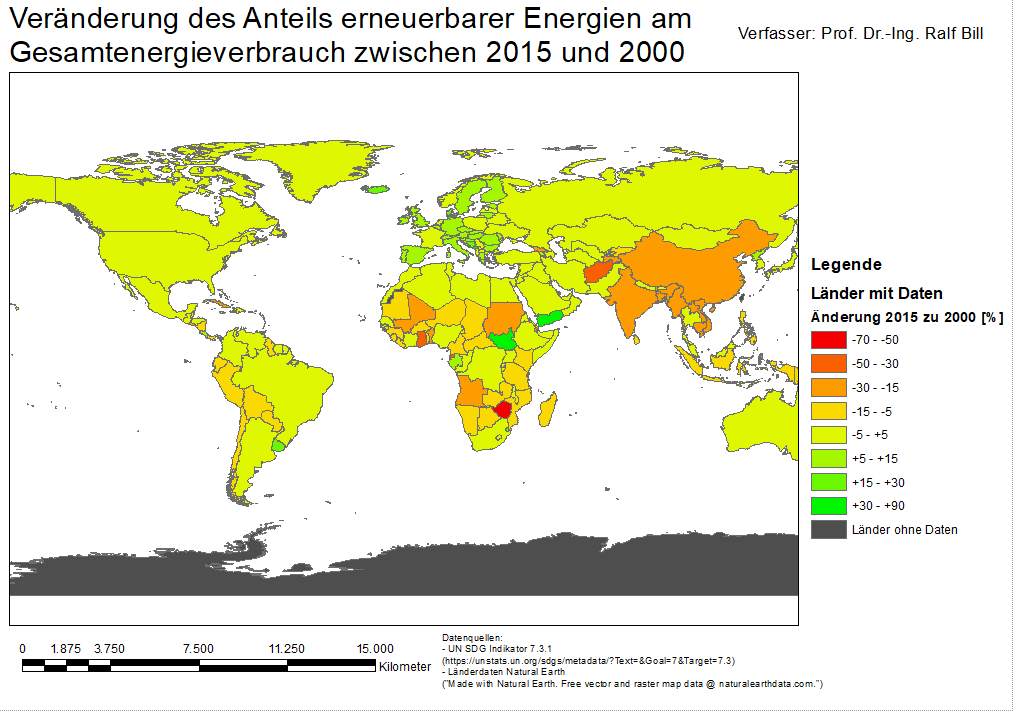 Veränderung des Anteils erneuerbarer Energien am
Gesamtenergieverbrauch zwischen 2015 und 2000
Verfasser: Prof. Dr.-Ing. Ralf Bill
Legende
Länder mit Daten
Änderung 2015 zu 2000 [%]
-70 - -50
-50 - -30
-30 - -15
-15 - -5
-5 - +5
+5 - +15
+15 - +30
+30 - +90
Länder ohne Daten
0 1.875 3.750 7.500 11.250 15.000
Kilometer
Datenquellen:
- UN SDG Indikator 7.3.1
(https://unstats.un.org/sdgs/metadata/?Text=&Goal=7&Target=7.3)
- Länderdaten Natural Earth
("Made with Natural Earth. Free vector and raster map data @ naturalearthdata.com.")